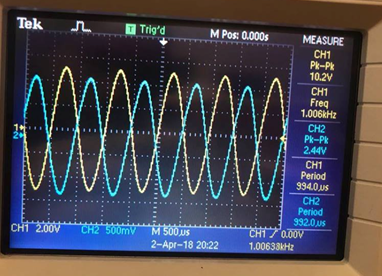 Tek T Trig'd M Pos: 0.000s MEASURE
CH1
Pk-Pk
10.2V
CH1
Freq
1.006kHz
CH2
Pk-Pk
2.44V
CH1
Period
994.0µs
CH2
Period
992.0µs
1
2
CH1 2.00V CH2 500mV M 500µs CH1 / 0.00V
2-Apr-18 20:22 1.00638kHz